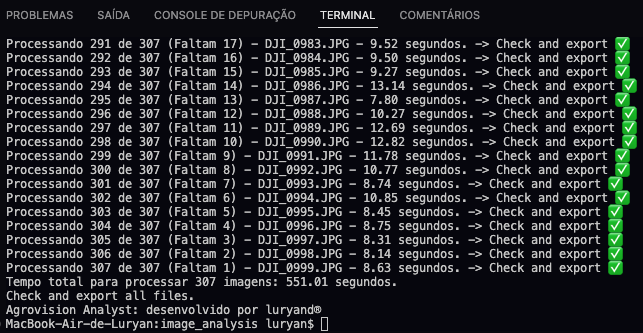 PROBLEMAS SAÍDA CONSOLE DE DEPURAÇÃO TERMINAL COMENTÁRIOS
Processando 291 de 307 (Faltam 17) - DJI_0983.JPG - 9.52 segundos. -> Check and export ✅
Processando 292 de 307 (Faltam 16) - DJI_0984.JPG - 9.50 segundos. -> Check and export ✅
Processando 293 de 307 (Faltam 15) - DJI_0985.JPG - 9.27 segundos. -> Check and export ✅
Processando 294 de 307 (Faltam 14) - DJI_0986.JPG - 13.14 segundos. -> Check and export ✅
Processando 295 de 307 (Faltam 13) - DJI_0987.JPG - 7.80 segundos. -> Check and export ✅
Processando 296 de 307 (Faltam 12) - DJI_0988.JPG - 10.27 segundos. -> Check and export ✅
Processando 297 de 307 (Faltam 11) - DJI_0989.JPG - 12.69 segundos. -> Check and export ✅
Processando 298 de 307 (Faltam 10) - DJI_0990.JPG - 12.82 segundos. -> Check and export ✅
Processando 299 de 307 (Faltam 9) - DJI_0991.JPG - 11.78 segundos. -> Check and export ✅
Processando 300 de 307 (Faltam 8) - DJI_0992.JPG - 10.77 segundos. -> Check and export ✅
Processando 301 de 307 (Faltam 7) - DJI_0993.JPG - 8.74 segundos. -> Check and export ✅
Processando 302 de 307 (Faltam 6) - DJI_0994.JPG - 10.85 segundos. -> Check and export ✅
Processando 303 de 307 (Faltam 5) - DJI_0995.JPG - 8.45 segundos. -> Check and export ✅
Processando 304 de 307 (Faltam 4) - DJI_0996.JPG - 8.75 segundos. -> Check and export ✅
Processando 305 de 307 (Faltam 3) - DJI_0997.JPG - 8.31 segundos. -> Check and export ✅
Processando 306 de 307 (Faltam 2) - DJI_0998.JPG - 8.14 segundos. -> Check and export ✅
Processando 307 de 307 (Faltam 1) - DJI_0999.JPG - 8.63 segundos. -> Check and export ✅
Tempo total para processar 307 imagens: 551.01 segundos.
Check and export all files.
Agrovision Analyst: desenvolvido por luryand®
MacBook-Air-de-Luryan:image_analysis luryan$